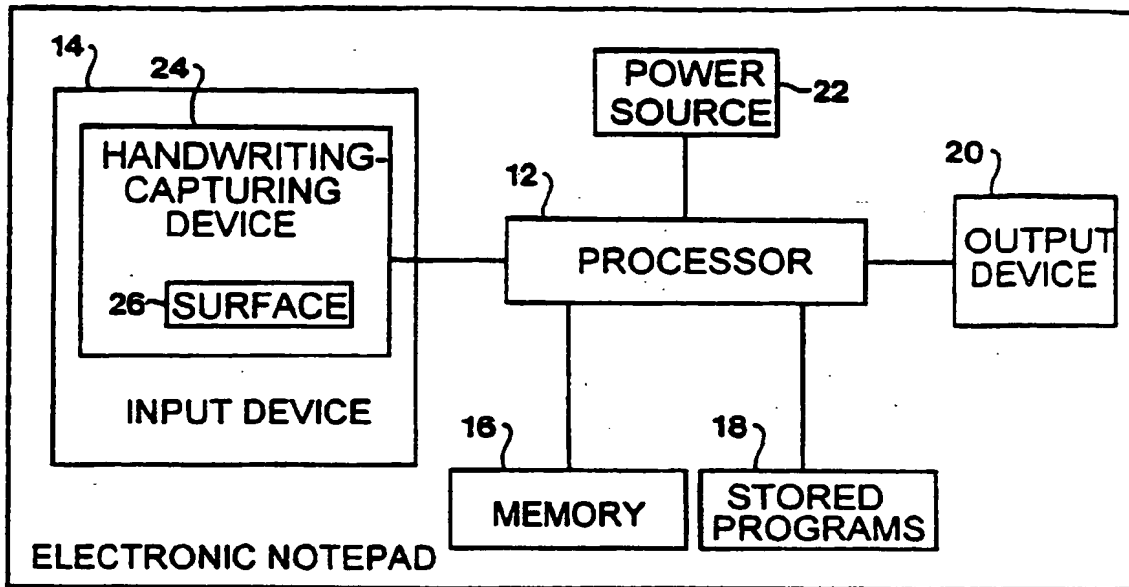 14
24
HANDWRITING-
CAPTURING
DEVICE
26 SURFACE
INPUT DEVICE
POWER
SOURCE 22
12
PROCESSOR
20
OUTPUT
DEVICE
16
MEMORY
18
STORED
PROGRAMS
ELECTRONIC NOTEPAD